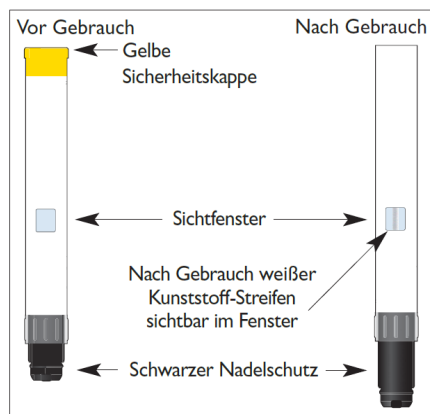 Vor Gebrauch
Nach Gebrauch
Gelbe
Sicherheitskappe
Sichtfenster
Nach Gebrauch weißer
Kunststoff-Streifen
sichtbar im Fenster
Schwarzer Nadelschutz